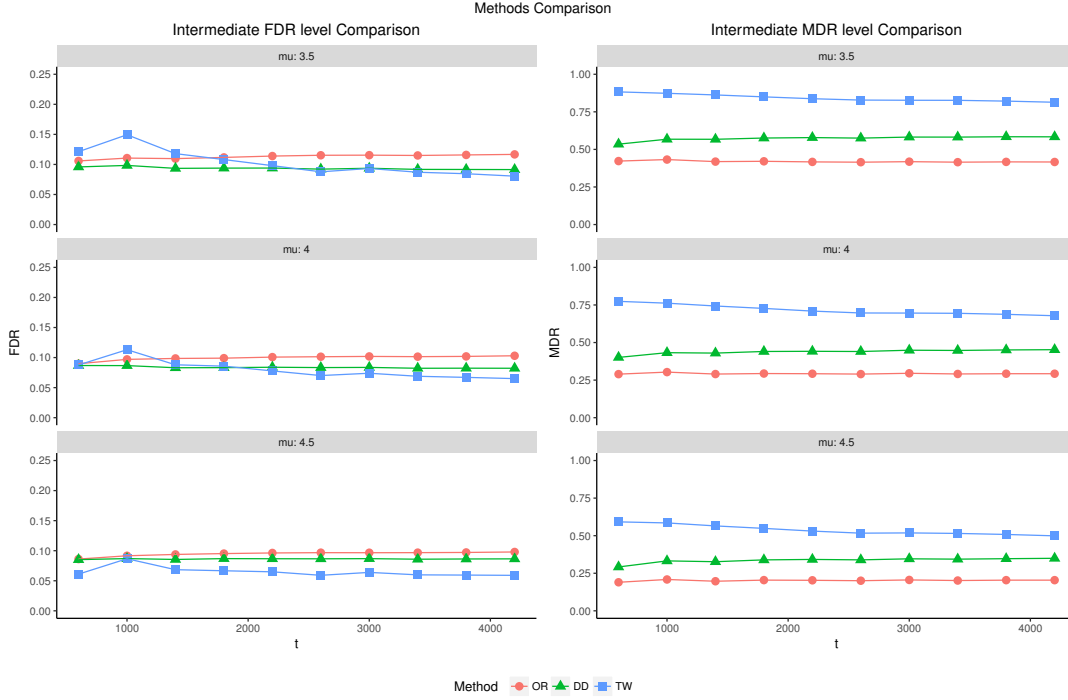 Methods Comparison
Intermediate FDR level Comparison
mu: 3.5
0.25
0.20
0.15
0.10
0.05
0.00
mu: 4
0.25
0.20
0.15
0.10
0.05
0.00
mu: 4.5
0.25
0.20
0.15
0.10
0.05
0.00
FDR
1000 2000 3000 4000
t
Intermediate MDR level Comparison
mu: 3.5
1.00
0.75
0.50
0.25
0.00
mu: 4
1.00
0.75
0.50
0.25
0.00
mu: 4.5
1.00
0.75
0.50
0.25
0.00
MDR
1000 2000 3000 4000
t
Method OR DD TW